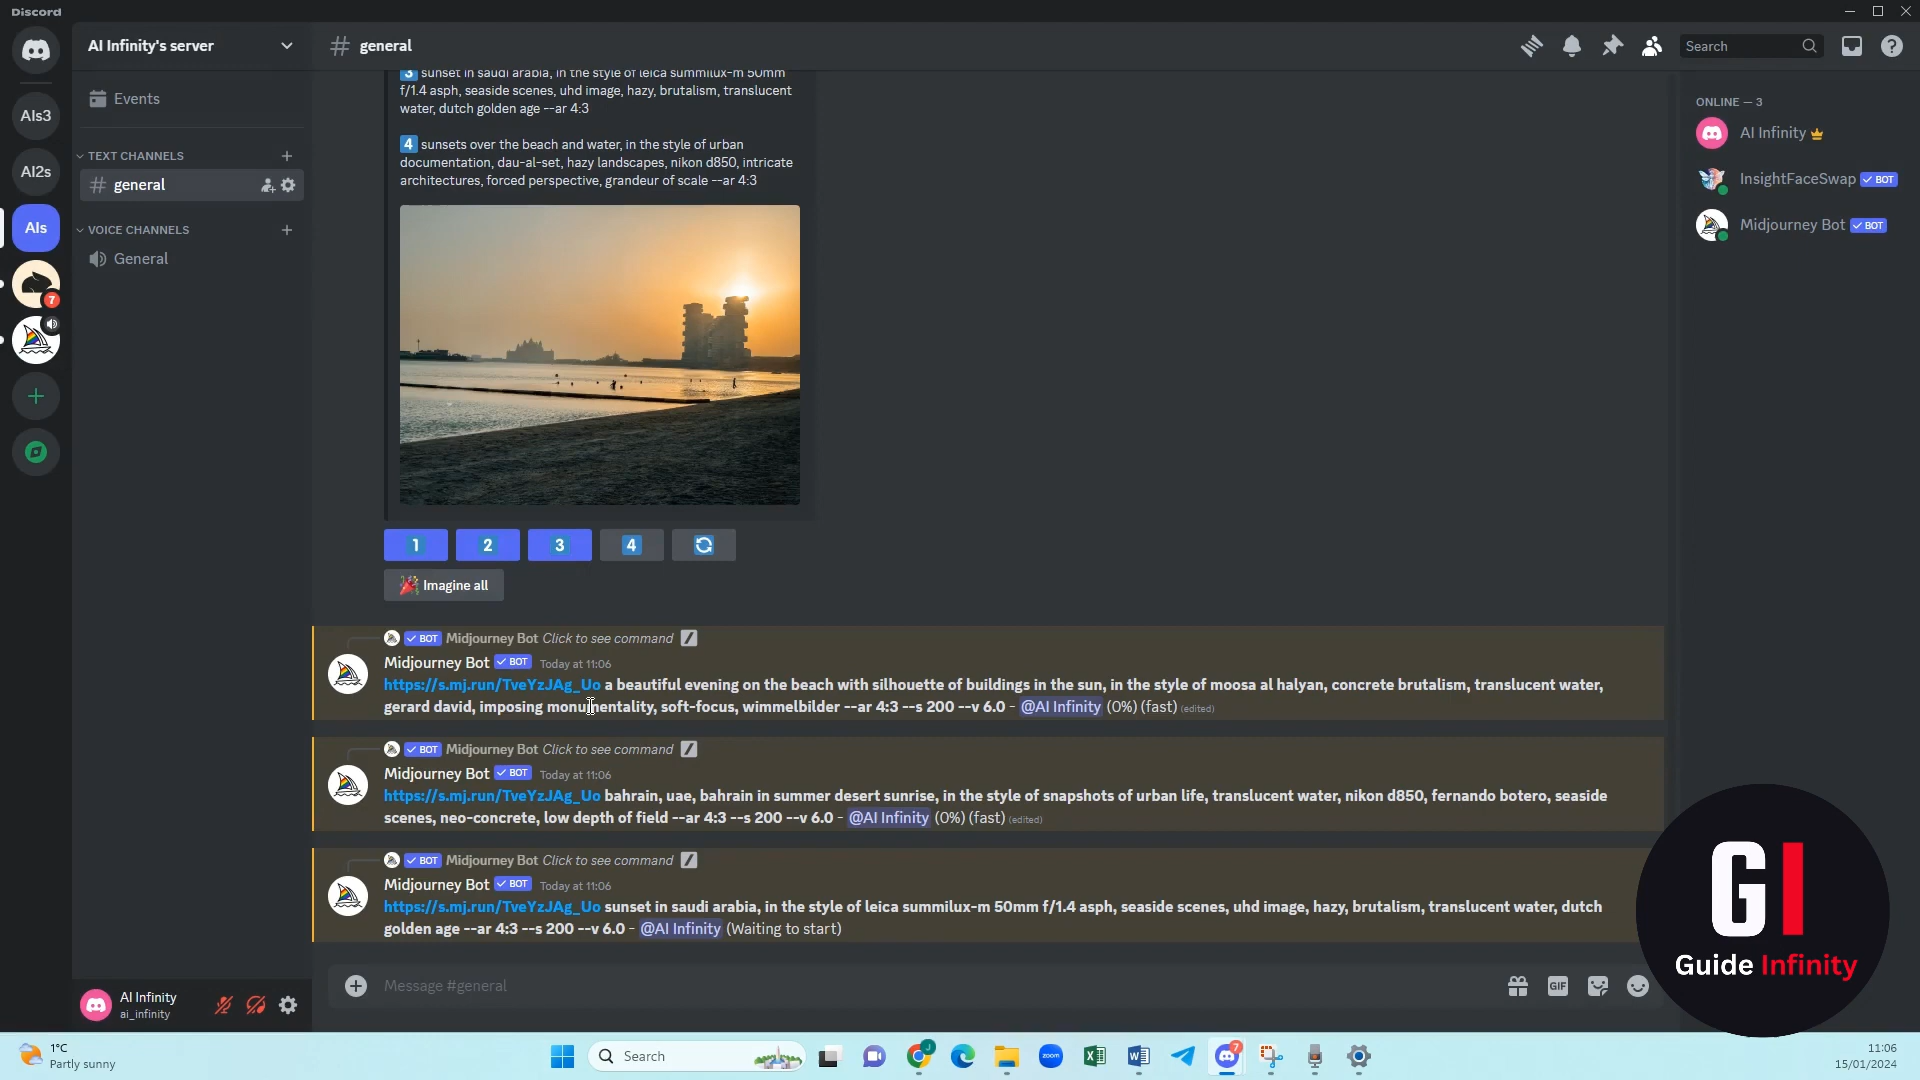 Discord
AI Infinity's server
general
Search
AIs3
AI2s
AIs
7
Events
TEXT CHANNELS
general
VOICE CHANNELS
General
3 sunset in saudi arabia, in the style of leica summilux-m 50mm
f/1.4 asph, seaside scenes, uhd image, hazy, brutalism, translucent
water, dutch golden age --ar 4:3
4 sunsets over the beach and water, in the style of urban
documentation, dau-al-set, hazy landscapes, nikon d850, intricate
architectures, forced perspective, grandeur of scale --ar 4:3
1 2 3 4
Imagine all
BOT Midjourney Bot Click to see command
Midjourney Bot BOT Today at 11:06
https://s.mj.run/TveYzJAg_Uo a beautiful evening on the beach with silhouette of buildings in the sun, in the style of moosa al halyan, concrete brutalism, translucent water,
gerard david, imposing monumentality, soft-focus, wimmelbilder --ar 4:3 --s 200 --v 6.0 - @AI Infinity (0%) (fast) (edited)
BOT Midjourney Bot Click to see command
Midjourney Bot BOT Today at 11:06
https://s.mj.run/TveYzJAg_Uo bahrain, uae, bahrain in summer desert sunrise, in the style of snapshots of urban life, translucent water, nikon d850, fernando botero, seaside
scenes, neo-concrete, low depth of field --ar 4:3 --s 200 --v 6.0 - @AI Infinity (0%) (fast) (edited)
BOT Midjourney Bot Click to see command
Midjourney Bot BOT Today at 11:06
https://s.mj.run/TveYzJAg_Uo sunset in saudi arabia, in the style of leica summilux-m 50mm f/1.4 asph, seaside scenes, uhd image, hazy, brutalism, translucent water, dutch
golden age --ar 4:3 --s 200 --v 6.0 - @AI Infinity (Waiting to start)
Message #general
GIF
ONLINE — 3
AI Infinity
InsightFaceSwap BOT
Midjourney Bot BOT
GI
Guide Infinity
AI Infinity
ai_infinity
1°C
Partly sunny
Search
J
zoom
7
11:06
15/01/2024